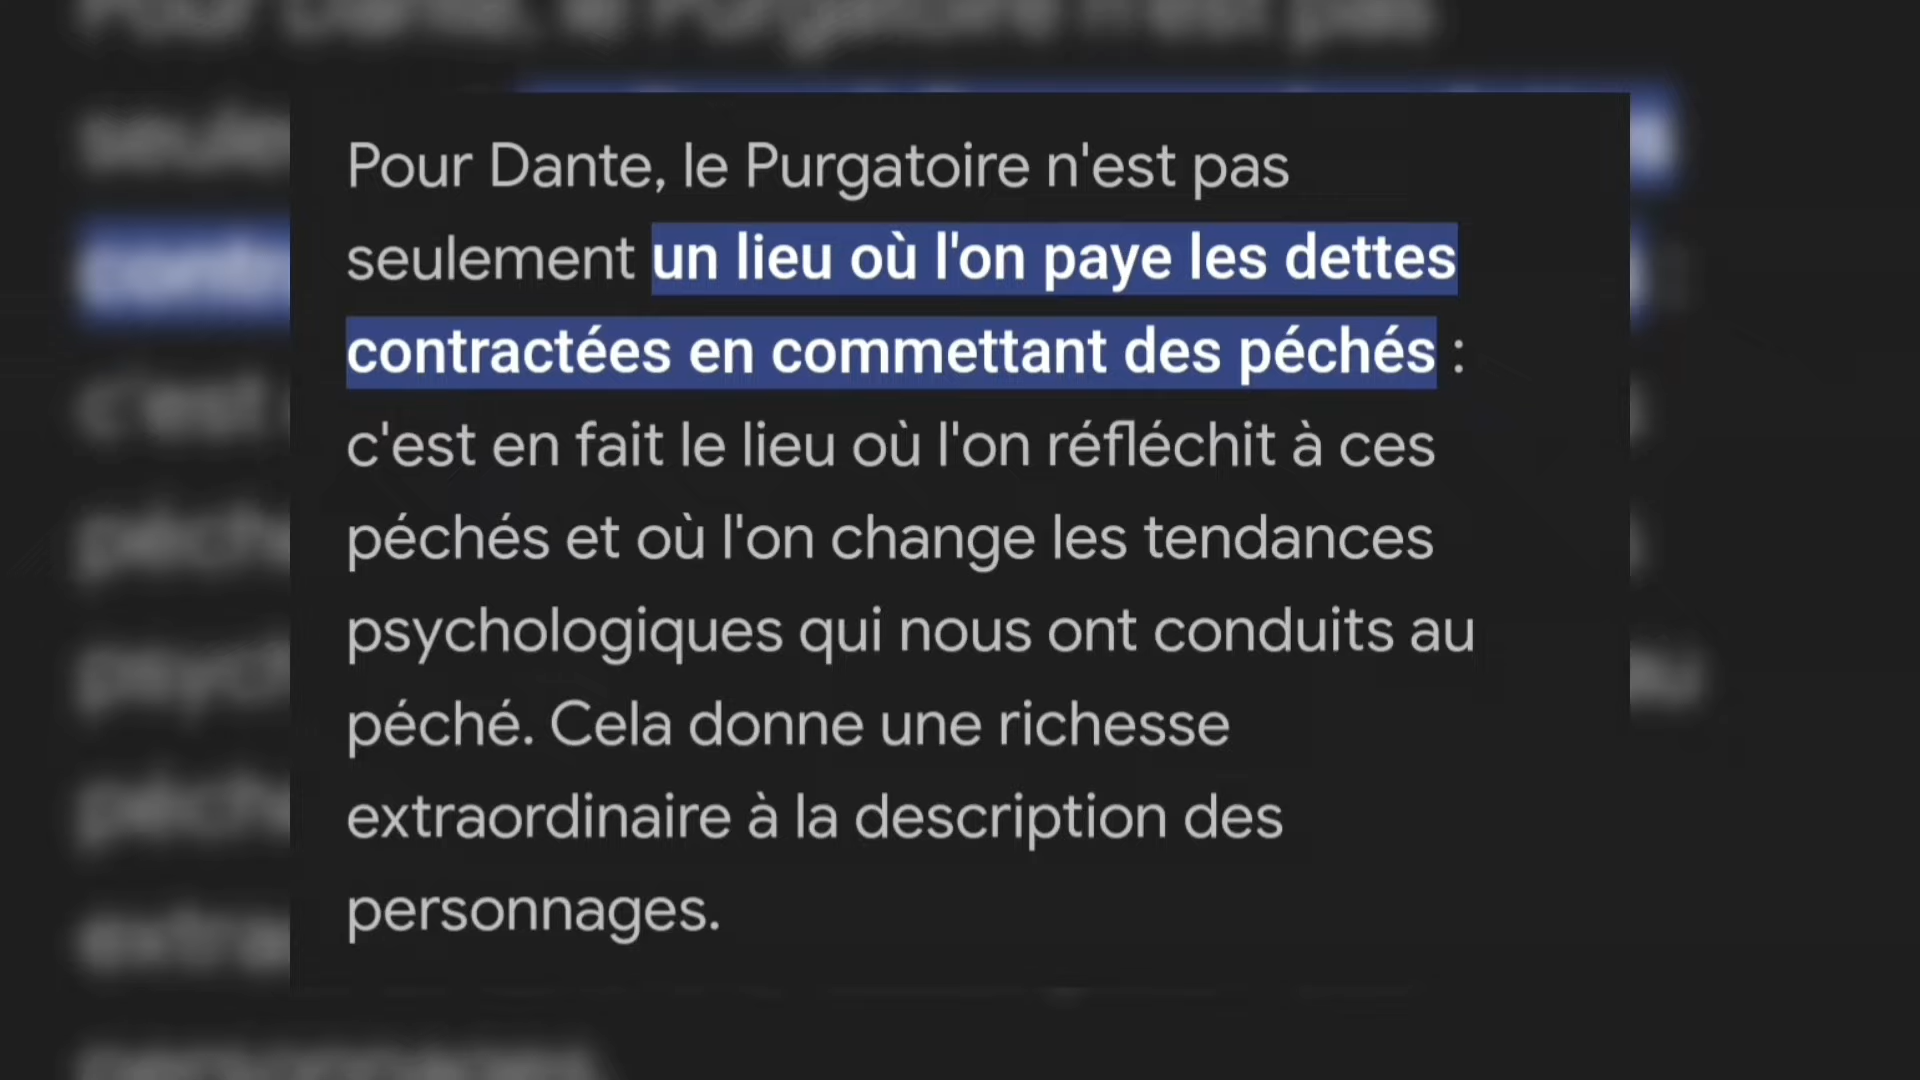 Pour Dante, le Purgatoire n'est pas
seulement un lieu où l'on paye les dettes
contractées en commettant des péchés :
c'est en fait le lieu où l'on réfléchit à ces
péchés et où l'on change les tendances
psychologiques qui nous ont conduits au
péché. Cela donne une richesse
extraordinaire à la description des
personnages.